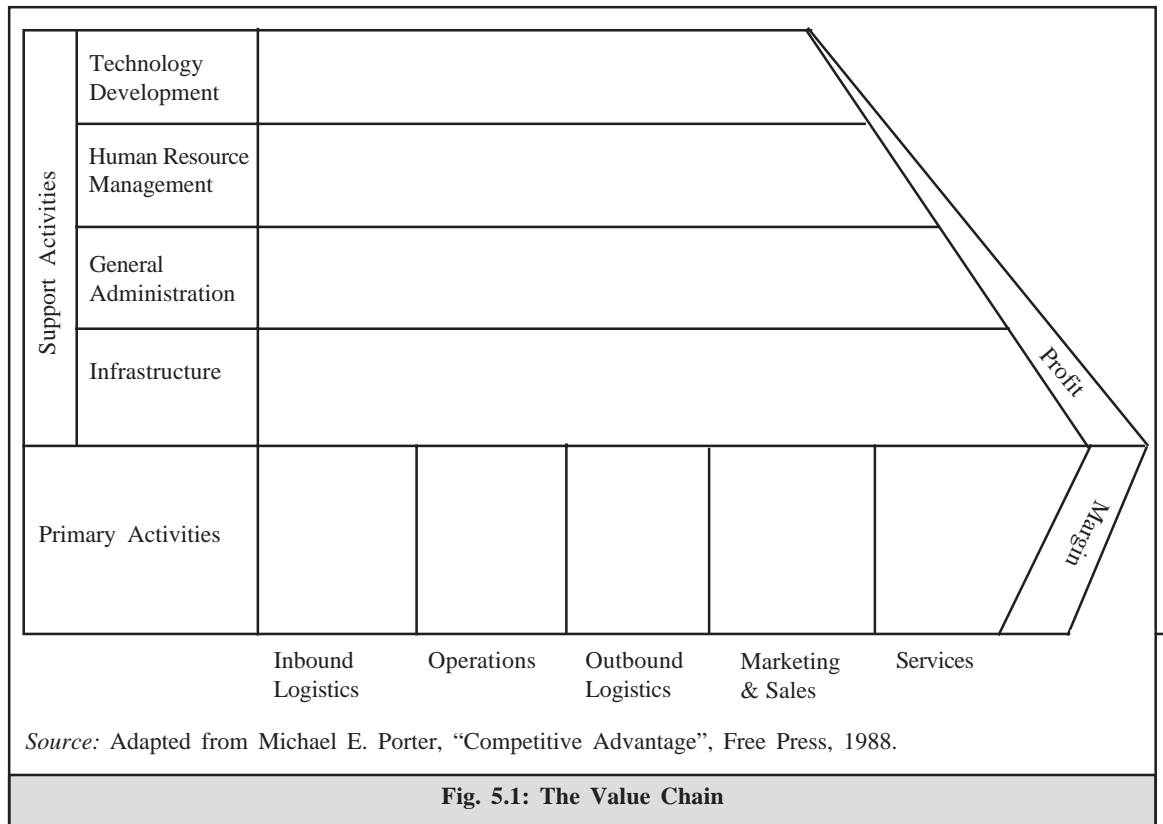 Support Activities
Technology
Development
Human Resource
Management
General
Administration
Infrastructure
Profit
Primary Activities
Margin
Inbound
Logistics
Operations
Outbound
Logistics
Marketing
& Sales
Services
Source: Adapted from Michael E. Porter, “Competitive Advantage”, Free Press, 1988.
Fig. 5.1: The Value Chain